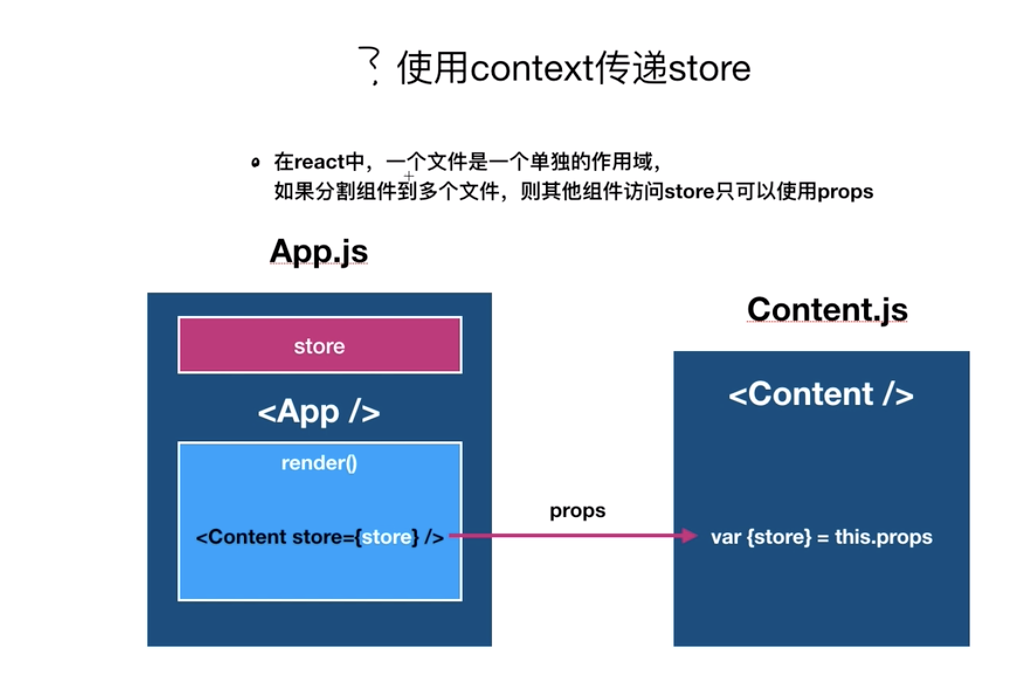 ? 使用context传递store
在react中，一个文件是一个单独的作用域，
如果分割组件到多个文件，则其他组件访问store只可以使用props
App.js
store
<App />
render()
<Content store={store} />
props
Content.js
<Content />
var {store} = this.props